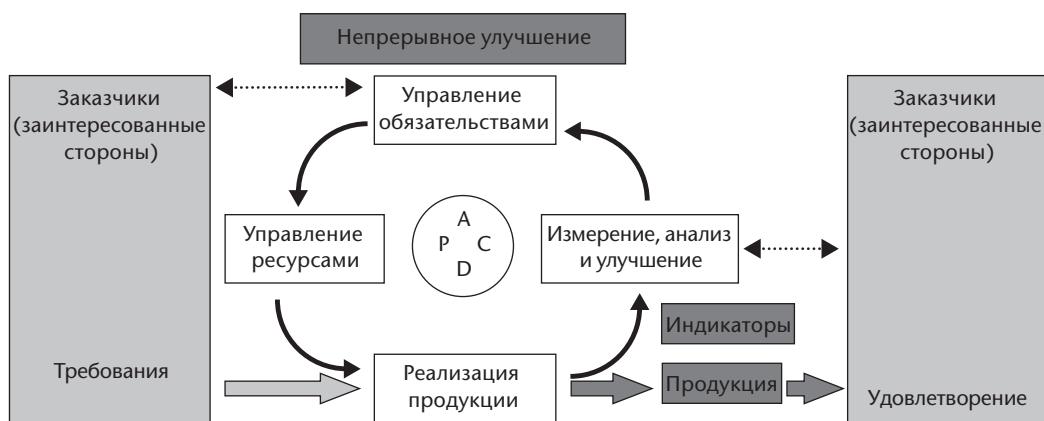 Непрерывное улучшение
Заказчики
(заинтересованные
стороны)
Управление
обязательствами
Заказчики
(заинтересованные
стороны)
Управление
ресурсами
A
P C
D
Измерение, анализ
и улучшение
Индикаторы
Требования
Реализация
продукции
Продукция
Удовлетворение